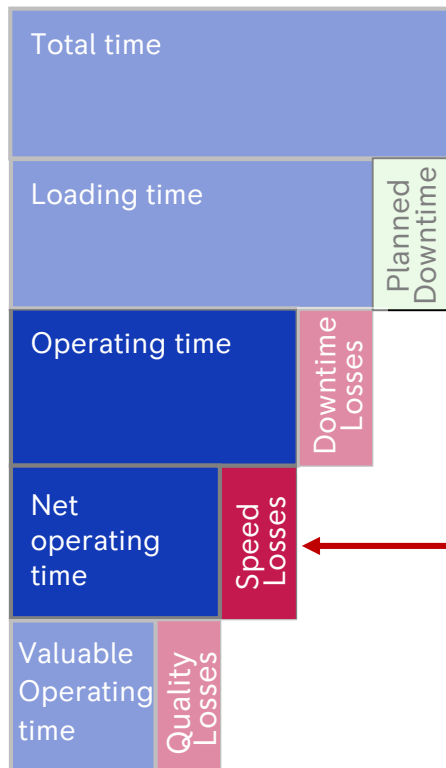 Total time
Loading time
Planned
Downtime
Operating time
Downtime
Losses
Net
operating
time
Speed
Losses
Valuable
Operating
time
Quality
Losses